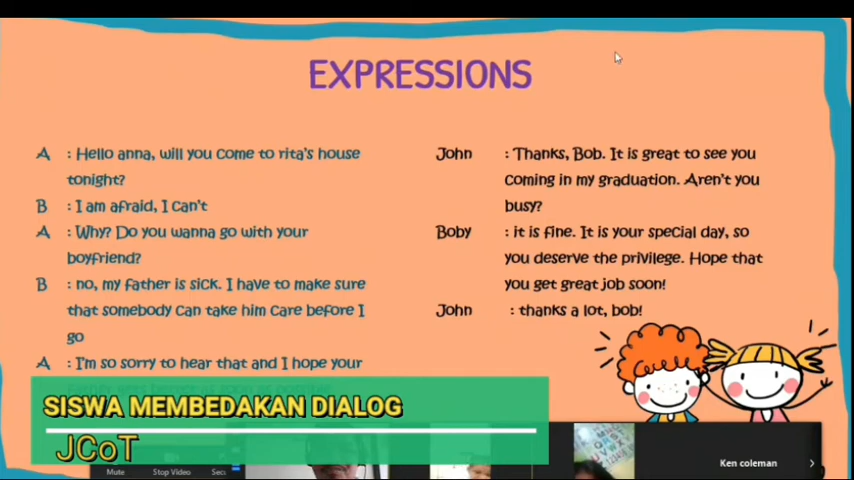 EXPRESSIONS
A : Hello anna, will you come to rita's house
tonight?
B : I am afraid, I can't
A : Why? Do you wanna go with your
boyfriend?
B : no, my father is sick. I have to make sure
that somebody can take him care before I
go
A : I'm so sorry to hear that and I hope your
John : Thanks, Bob. It is great to see you
coming in my graduation. Aren't you
busy?
Boby : it is fine. It is your special day, so
you deserve the privilege. Hope that
you get great job soon!
John : thanks a lot, bob!
SISWA MEMBEDAKAN DIALOG
JCoT
Mute
Stop Video
Ken coleman